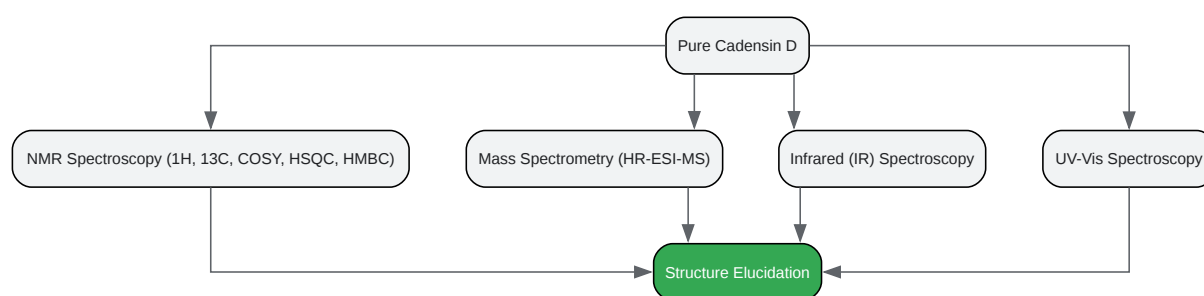 Pure Cadensin D
NMR Spectroscopy (1H, 13C, COSY, HSQC, HMBC)
Mass Spectrometry (HR-ESI-MS)
Infrared (IR) Spectroscopy
UV-Vis Spectroscopy
Structure Elucidation